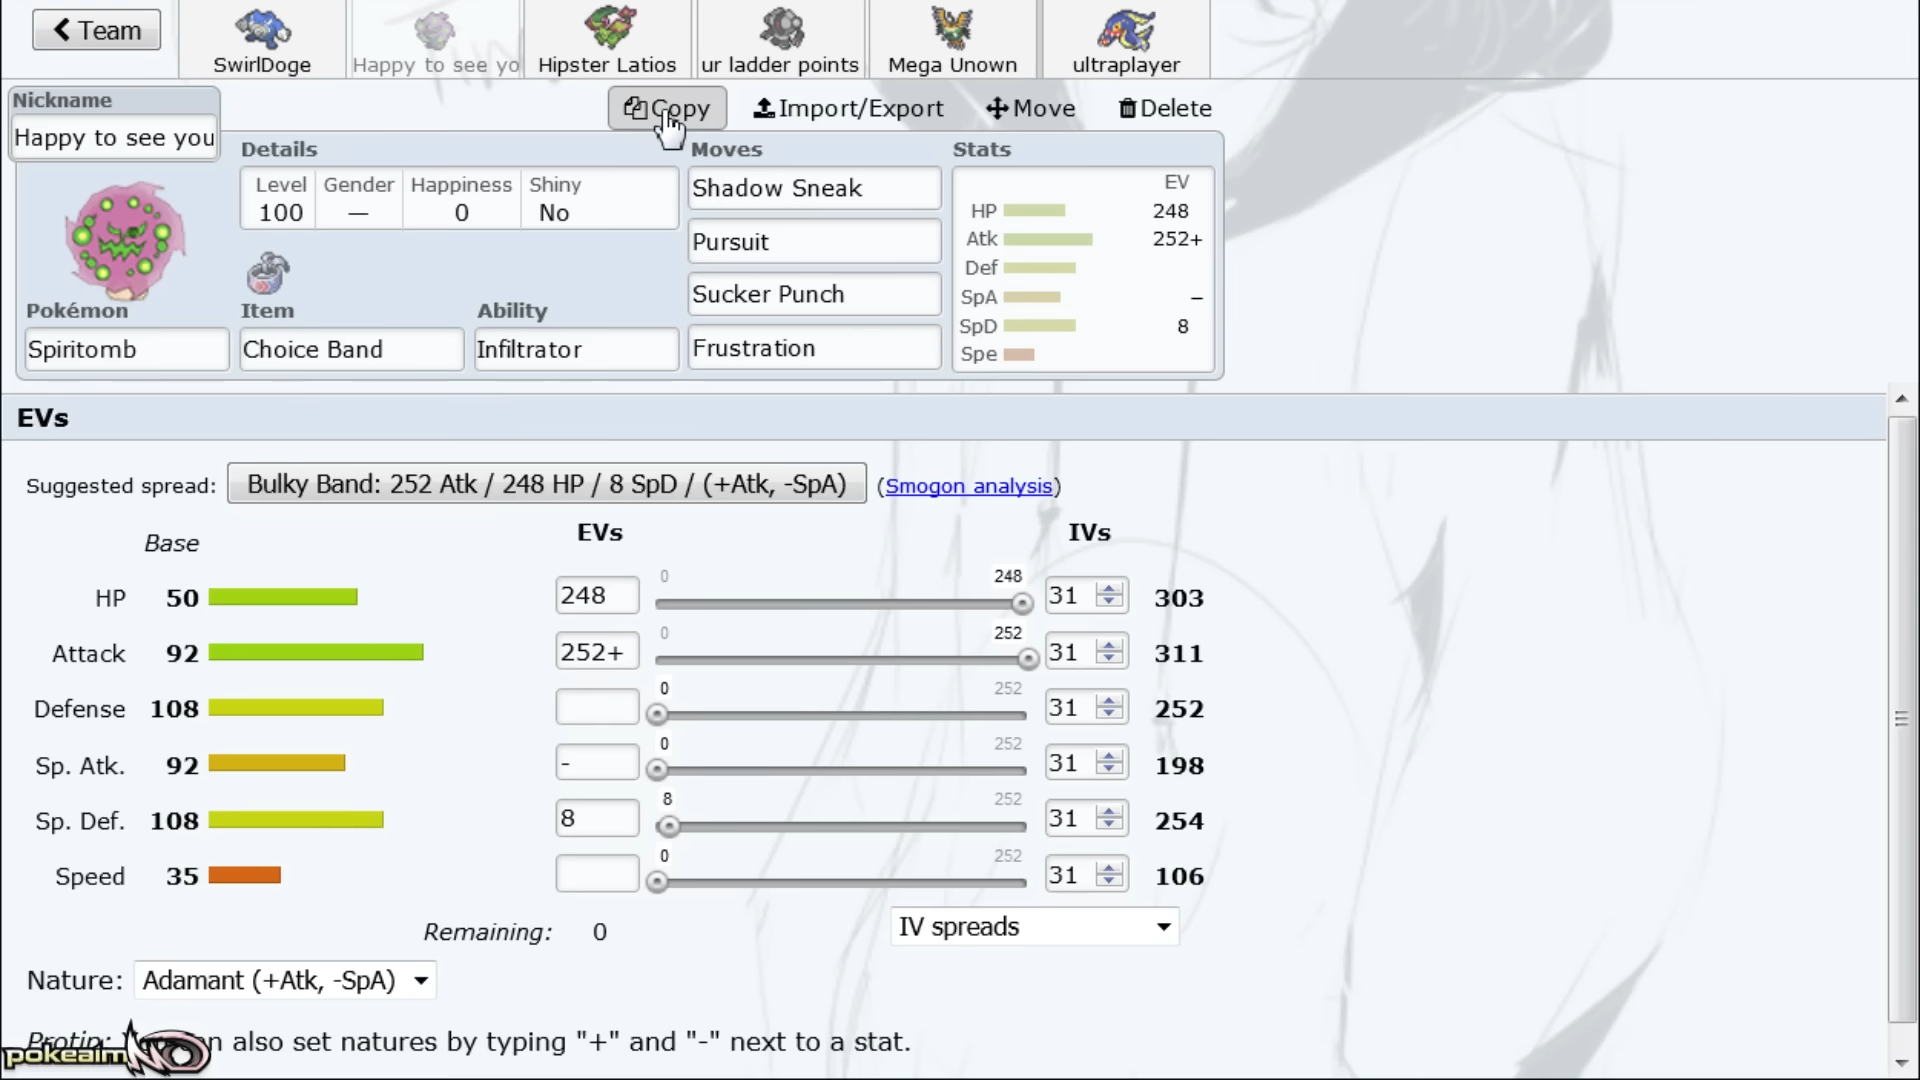 Team
SwirlDoge
Happy to see yo
Hipster Latios
ur ladder points
Mega Unown
ultraplayer
Nickname
Happy to see you
Copy
Import/Export
Move
Delete
Details
Level
Gender
Happiness
Shiny
100
—
0
No
Pokémon
Spiritomb
Item
Choice Band
Ability
Infiltrator
Moves
Shadow Sneak
Pursuit
Sucker Punch
Frustration
Stats
EV
HP 248
Atk 252+
Def
SpA –
SpD 8
Spe
EVs
Suggested spread: Bulky Band: 252 Atk / 248 HP / 8 SpD / (+Atk, -SpA) (Smogon analysis)
Base EVs IVs
0 248
HP 50 248 31 303
0 252
Attack 92 252+ 31 311
0 252
Defense 108 31 252
0 252
Sp. Atk. 92 - 31 198
8 252
Sp. Def. 108 8 31 254
0 252
Speed 35 31 106
Remaining: 0
IV spreads
Nature: Adamant (+Atk, -SpA)
Protip: also set natures by typing "+" and "-" next to a stat.
pokeaim